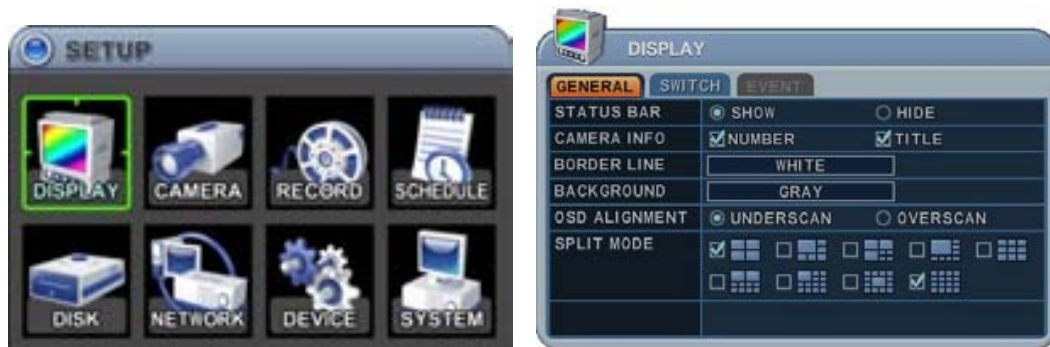 SETUP
DISPLAY CAMERA RECORD SCHEDULE
DISK NETWORK DEVICE SYSTEM
DISPLAY
GENERAL SWITCH EVENT
STATUS BAR SHOW HIDE
CAMERA INFO NUMBER TITLE
BORDER LINE WHITE
BACKGROUND GRAY
OSD ALIGNMENT UNDERSCAN OVERSCAN
SPLIT MODE